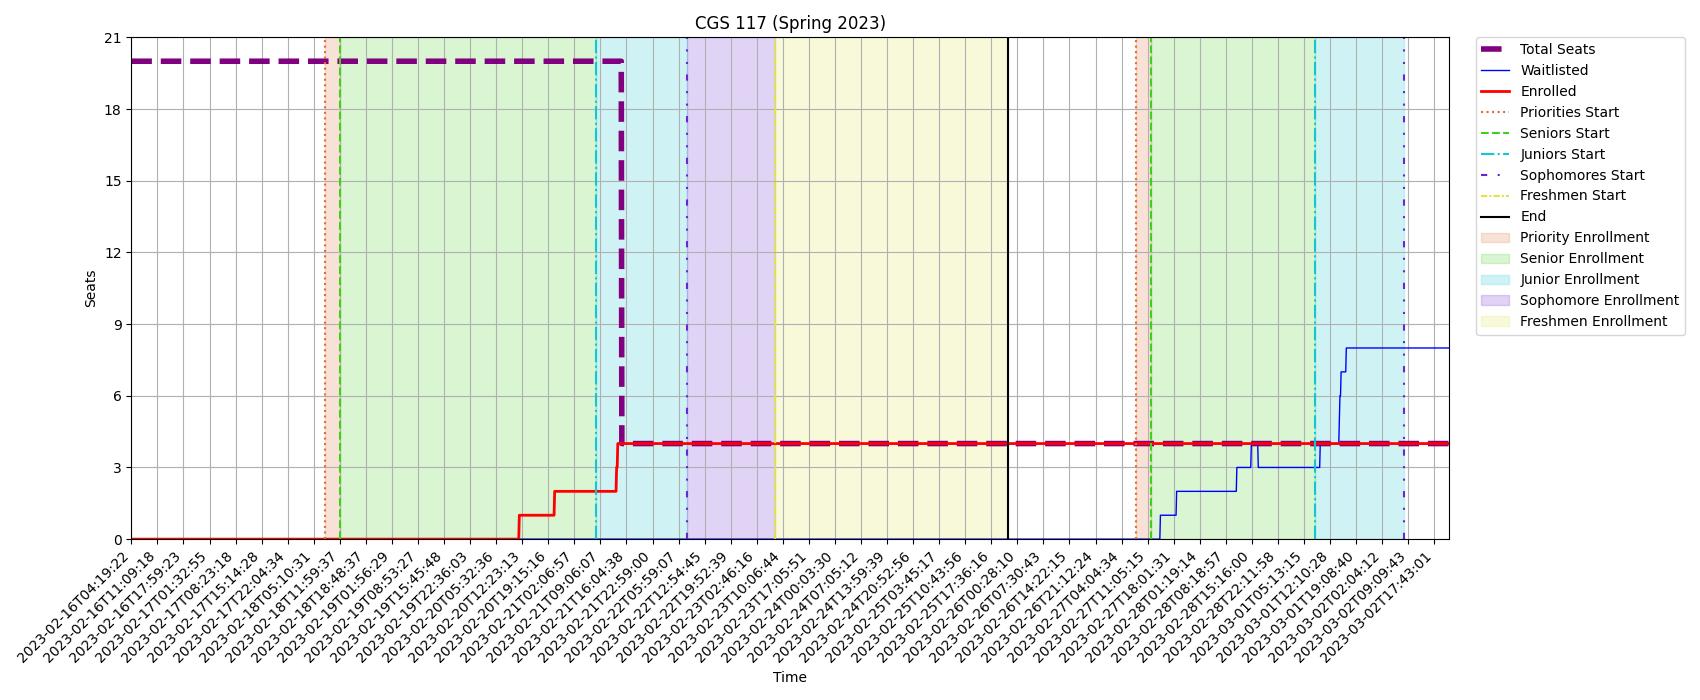 CGS 117 (Spring 2023)
21
18
15
12
9
6
3
0
Seats
2023-02-16T04:19:22
2023-02-16T11:09:18
2023-02-16T17:59:23
2023-02-17T01:32:55
2023-02-17T08:23:18
2023-02-17T15:14:28
2023-02-17T22:04:34
2023-02-18T05:10:31
2023-02-18T11:59:37
2023-02-18T18:48:37
2023-02-19T01:56:29
2023-02-19T08:53:27
2023-02-19T15:45:48
2023-02-19T22:36:03
2023-02-20T05:32:36
2023-02-20T12:23:13
2023-02-20T19:15:16
2023-02-21T02:06:57
2023-02-21T09:06:07
2023-02-21T16:04:38
2023-02-21T22:59:00
2023-02-22T05:59:07
2023-02-22T12:54:45
2023-02-22T19:52:39
2023-02-23T02:46:16
2023-02-23T10:06:44
2023-02-23T17:05:51
2023-02-24T00:03:30
2023-02-24T07:05:12
2023-02-24T13:59:39
2023-02-24T20:52:56
2023-02-25T03:45:17
2023-02-25T10:43:56
2023-02-25T17:36:16
2023-02-26T00:28:10
2023-02-26T07:30:43
2023-02-26T14:22:15
2023-02-26T21:12:24
2023-02-27T04:04:34
2023-02-27T11:05:15
2023-02-27T18:01:31
2023-02-28T01:19:14
2023-02-28T08:18:57
2023-02-28T15:16:00
2023-02-28T22:11:58
2023-03-01T05:13:15
2023-03-01T12:10:28
2023-03-01T19:08:40
2023-03-02T02:04:12
2023-03-02T09:09:43
2023-03-02T17:43:01
Time
Total Seats
Waitlisted
Enrolled
Priorities Start
Seniors Start
Juniors Start
Sophomores Start
Freshmen Start
End
Priority Enrollment
Senior Enrollment
Junior Enrollment
Sophomore Enrollment
Freshmen Enrollment